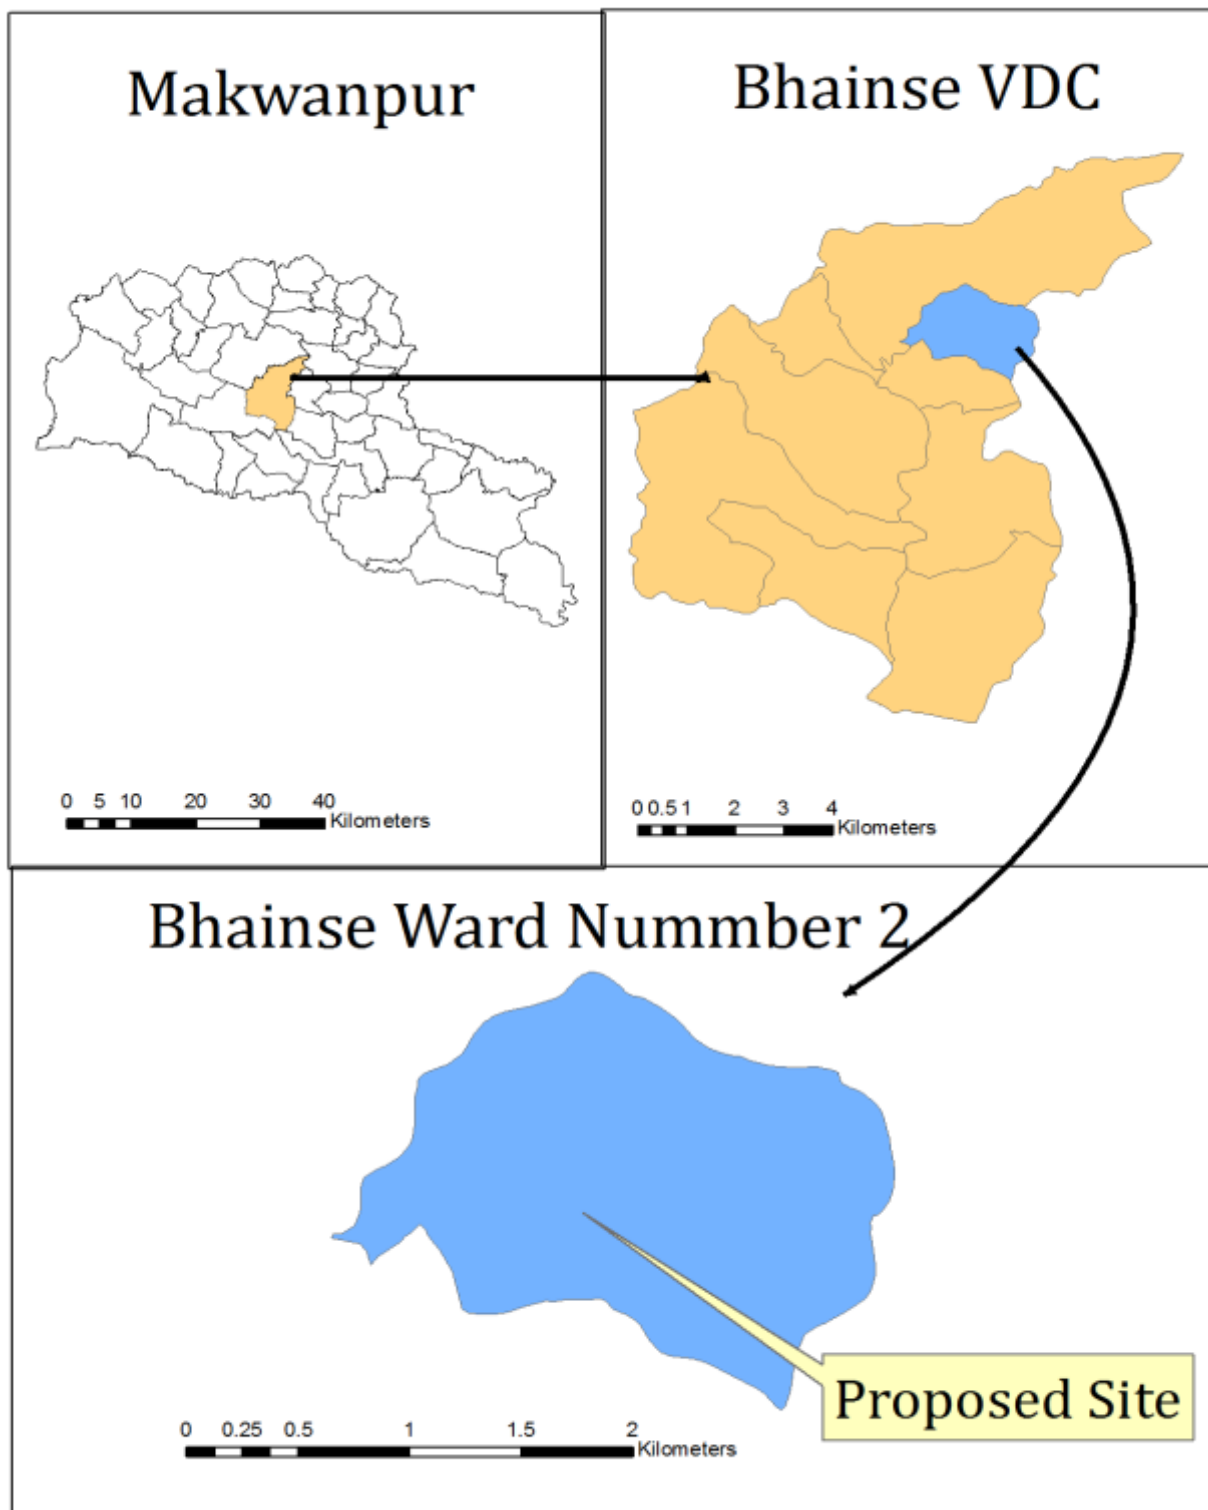 Makwanpur
0 5 10 20 30 40
Kilometers
Bhainse VDC
0 0.5 1 2 3 4
Kilometers
Bhainse Ward Nummber 2
Proposed Site
0 0.25 0.5 1 1.5 2
Kilometers